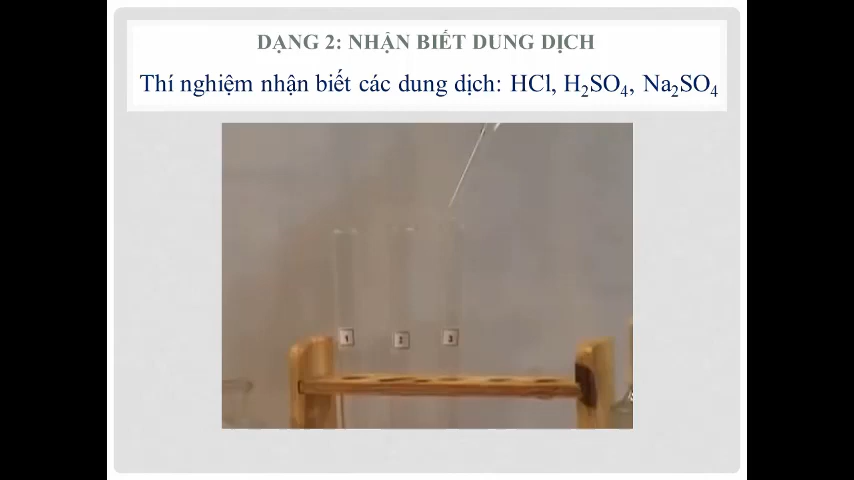 DẠNG 2: NHẬN BIẾT DUNG DỊCH
Thí nghiệm nhận biết các dung dịch: HCl, H₂SO₄, Na₂SO₄
1 2 3